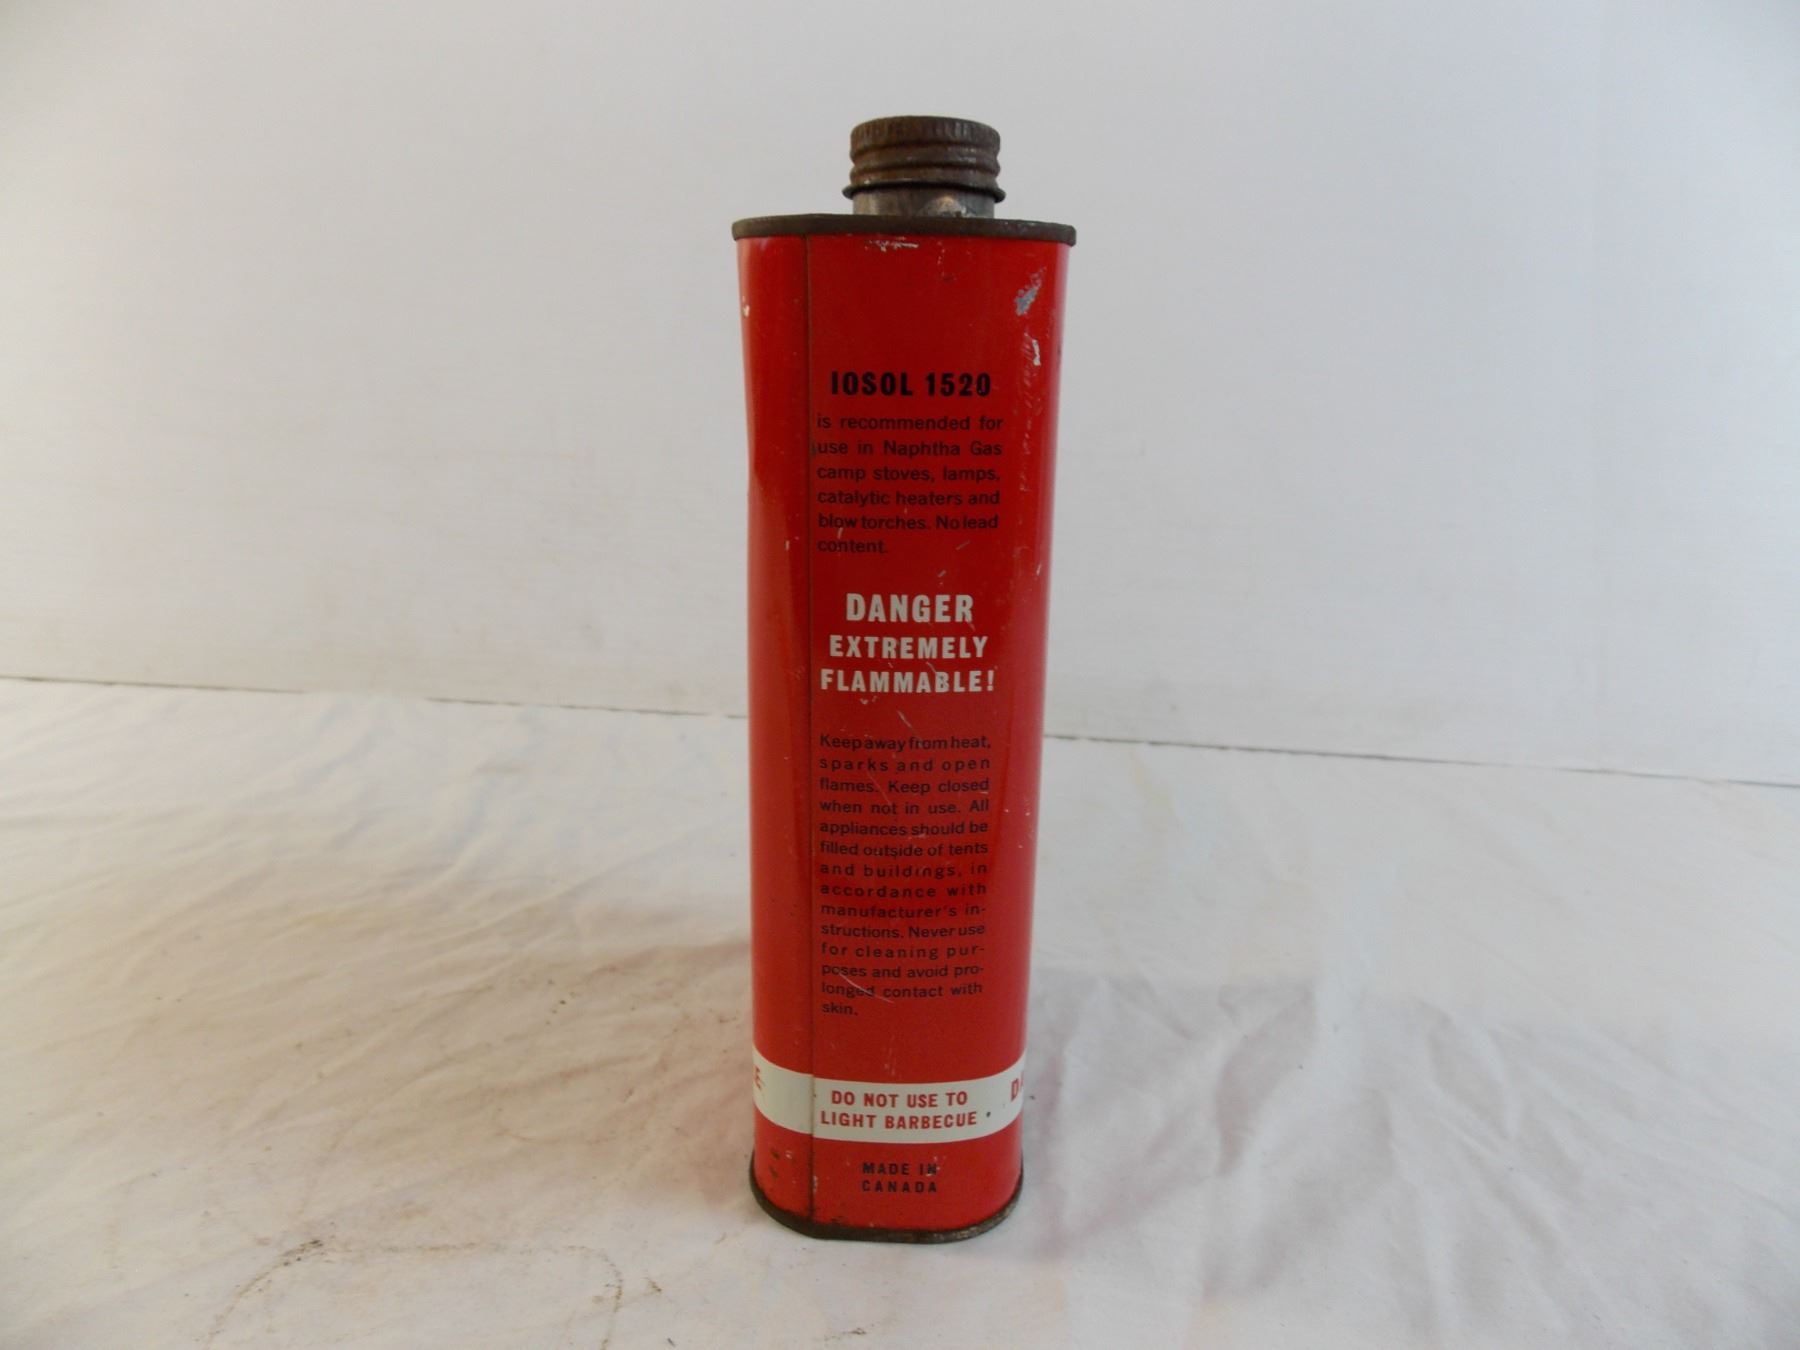 IOSOL 1520
is recommended for
use in Naphtha Gas
camp stoves, lamps,
catalytic heaters and
blow torches. No lead
content.
DANGER
EXTREMELY
FLAMMABLE!
Keep away from heat,
sparks and open
flames. Keep closed
when not in use. All
appliances should be
filled outside of tents
and buildings, in
accordance with
manufacturer's in-
structions. Never use
for cleaning pur-
poses and avoid pro-
longed contact with
skin.
DO NOT USE TO
LIGHT BARBECUE
MADE IN
CANADA